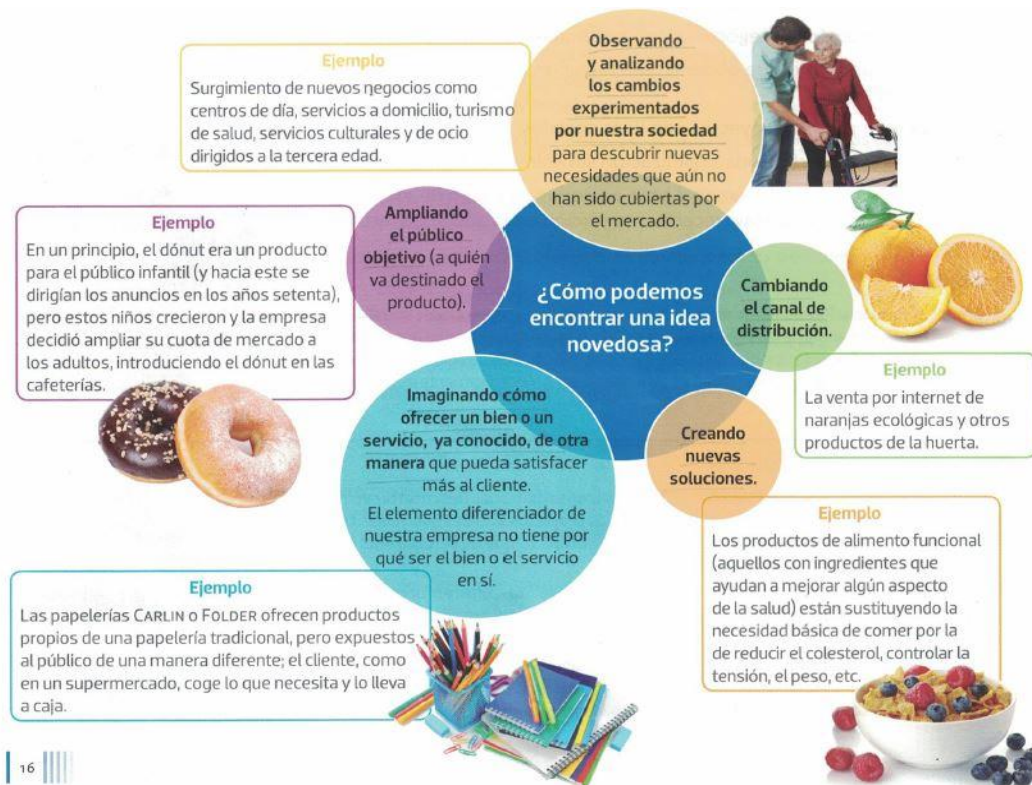 Ejemplo
Surgimiento de nuevos negocios como
centros de día, servicios a domicilio, turismo
de salud, servicios culturales y de ocio
dirigidos a la tercera edad.
Observando
y analizando
los cambios
experimentados
por nuestra sociedad
para descubrir nuevas
necesidades que aún no
han sido cubiertas por
el mercado.
Ejemplo
En un principio, el dónut era un producto
para el público infantil (y hacia este se
dirigían los anuncios en los años setenta),
pero estos niños crecieron y la empresa
decidió ampliar su cuota de mercado a
los adultos, introduciendo el dónut en las
cafeterías.
Ampliando
el público
objetivo (a quién
va destinado el
producto).
¿Cómo podemos
encontrar una idea
novedosa?
Cambiando
el canal de
distribución.
Ejemplo
La venta por internet de
naranjas ecológicas y otros
productos de la huerta.
Imaginando cómo
ofrecer un bien o un
servicio, ya conocido, de otra
manera que pueda satisfacer
más al cliente.
El elemento diferenciador de
nuestra empresa no tiene por
qué ser el bien o el servicio
en sí.
Creando
nuevas
soluciones.
Ejemplo
Los productos de alimento funcional
(aquellos con ingredientes que
ayudan a mejorar algún aspecto
de la salud) están sustituyendo la
necesidad básica de comer por la
de reducir el colesterol, controlar la
tensión, el peso, etc.
Ejemplo
Las papelerías CARLIN o FOLDER ofrecen productos
propios de una papelería tradicional, pero expuestos
al público de una manera diferente; el cliente, como
en un supermercado, coge lo que necesita y lo lleva
a caja.
16